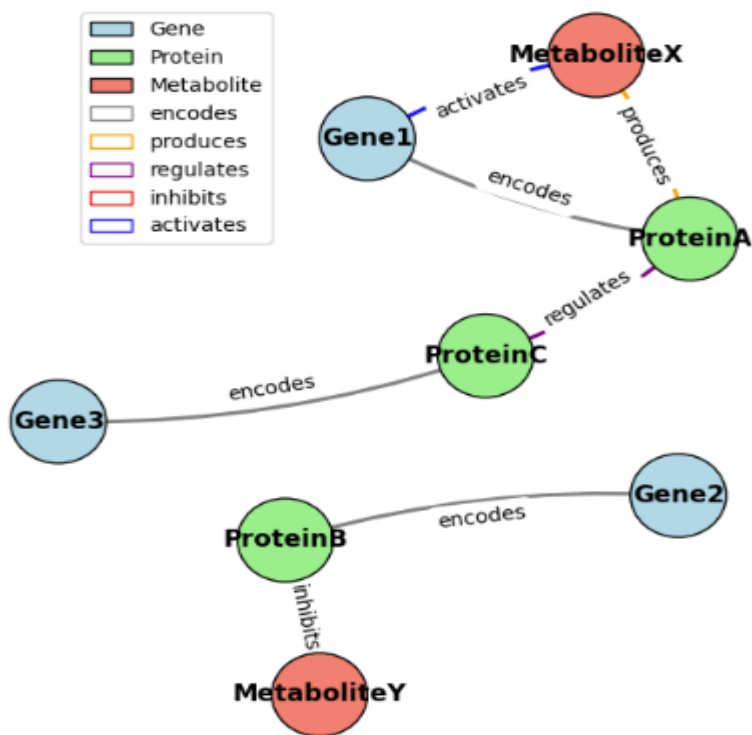 Gene
Protein
Metabolite
encodes
produces
regulates
inhibits
activates
MetaboliteX
activates
Gene1
produces
encodes
ProteinA
regulates
ProteinC
encodes
Gene3
Gene2
encodes
ProteinB
inhibits
MetaboliteY